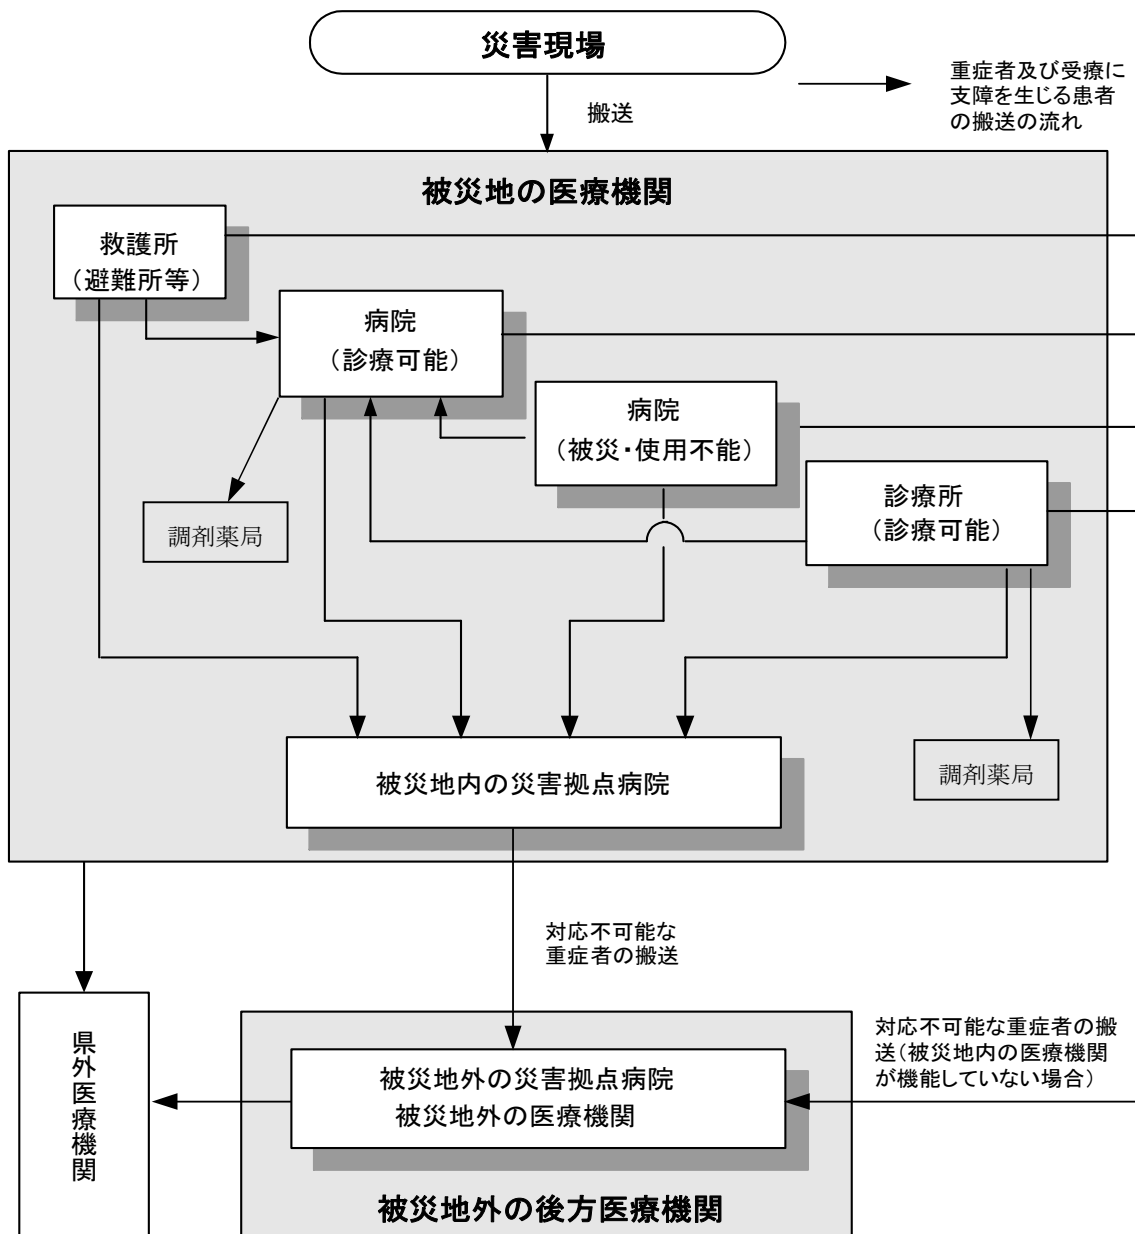 災害現場
搬送
重症者及び受療に
支障を生じる患者
の搬送の流れ
被災地の医療機関
救護所
（避難所等）
病院
（診療可能）
病院
（被災・使用不能）
診療所
（診療可能）
調剤薬局
被災地内の災害拠点病院
調剤薬局
対応不可能な
重症者の搬送
県外医療機関
被災地外の災害拠点病院
被災地外の医療機関
対応不可能な重症者の搬
送（被災地内の医療機関
が機能していない場合）
被災地外の後方医療機関